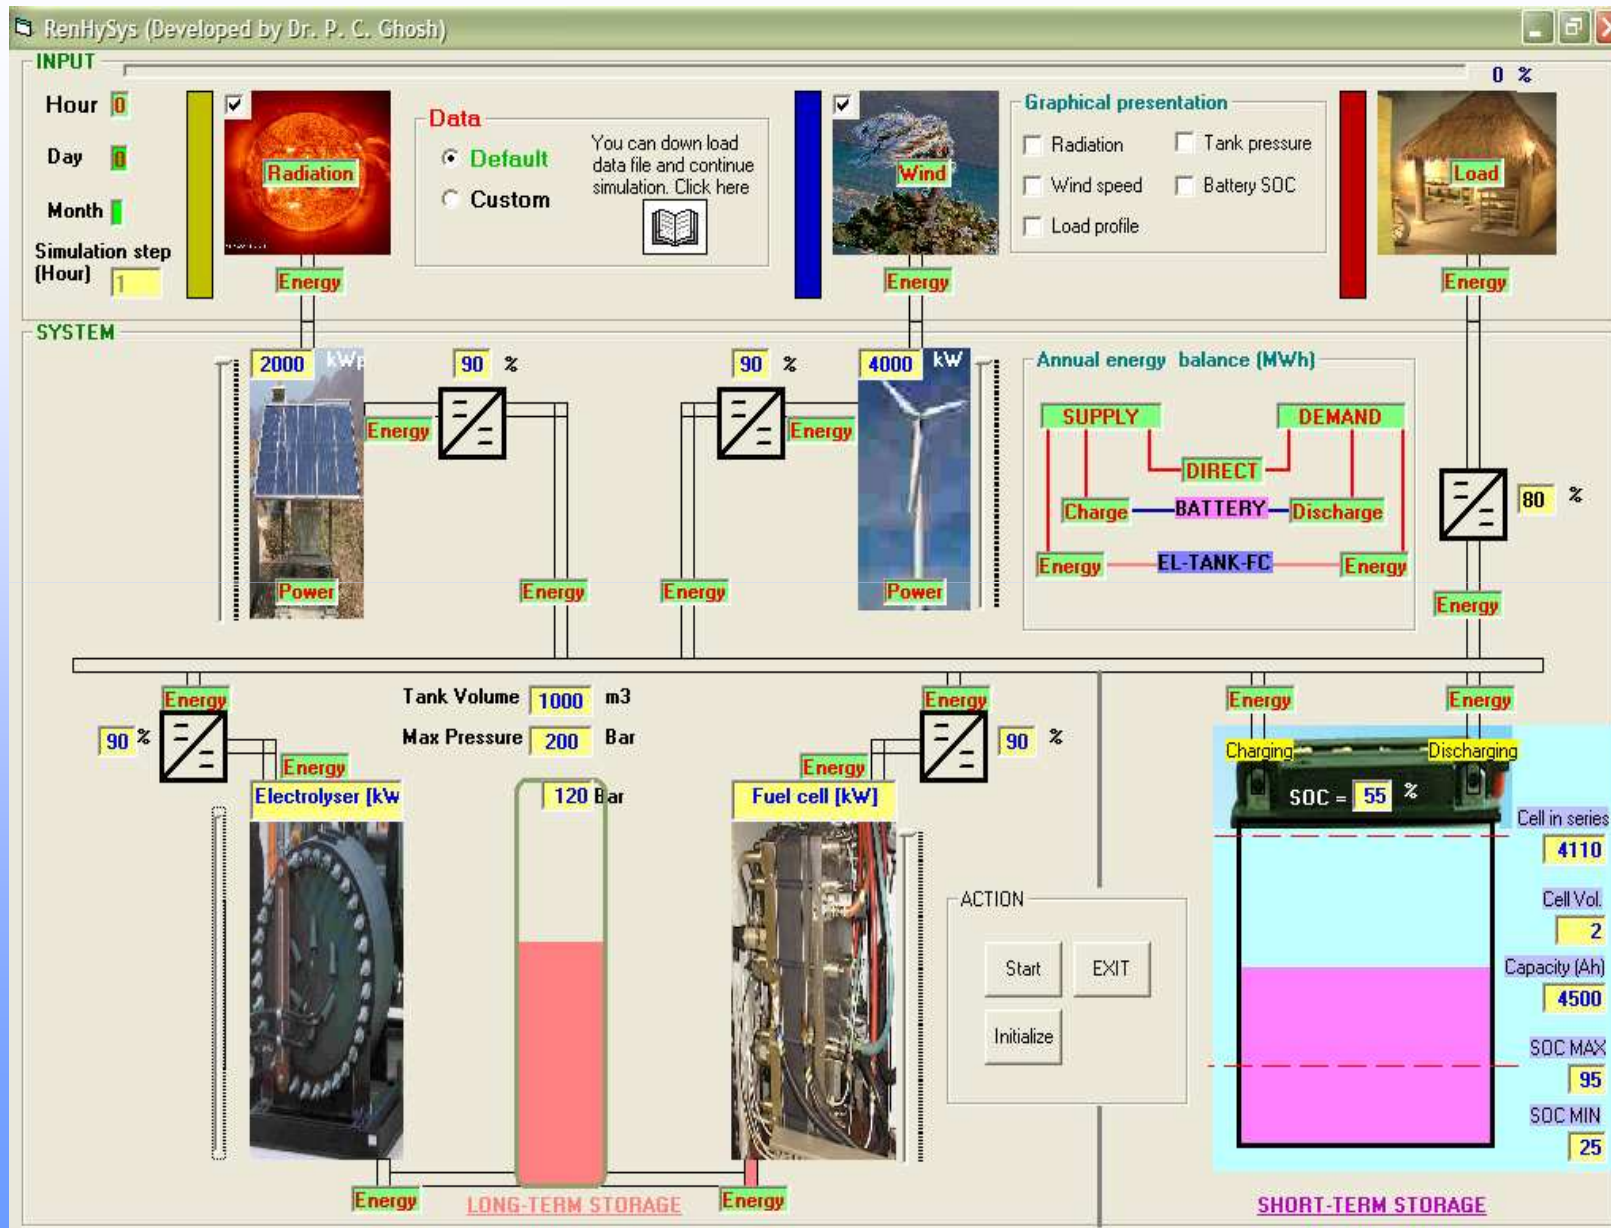 RenHySys (Developed by Dr. P. C. Ghosh)
INPUT
0 %
Hour 0
Day 0
Month
Simulation step
(Hour) 1
Radiation
Energy
Data
Default
Custom
You can down load
data file and continue
simulation. Click here
Wind
Energy
Graphical presentation
Radiation
Tank pressure
Wind speed
Battery SOC
Load profile
Load
Energy
SYSTEM
2000 kWp
90 %
Energy
Power
Energy
90 %
4000 kW
Energy
Energy
Power
Annual energy balance (MWh)
SUPPLY DEMAND
DIRECT
Charge BATTERY Discharge
Energy EL-TANK-FC Energy
80 %
Energy
Energy
90 %
Energy
Electrolyser [kW
Tank Volume 1000 m3
Max Pressure 200 Bar
120 Bar
Energy
90 %
Energy
Fuel cell [kW]
Energy
LONG-TERM STORAGE
Energy
ACTION
Start EXIT
Initialize
Energy Energy
Charging Discharging
SOC = 55 %
Cell in series
4110
Cell Vol.
2
Capacity (Ah)
4500
SOC MAX
95
SOC MIN
25
SHORT-TERM STORAGE